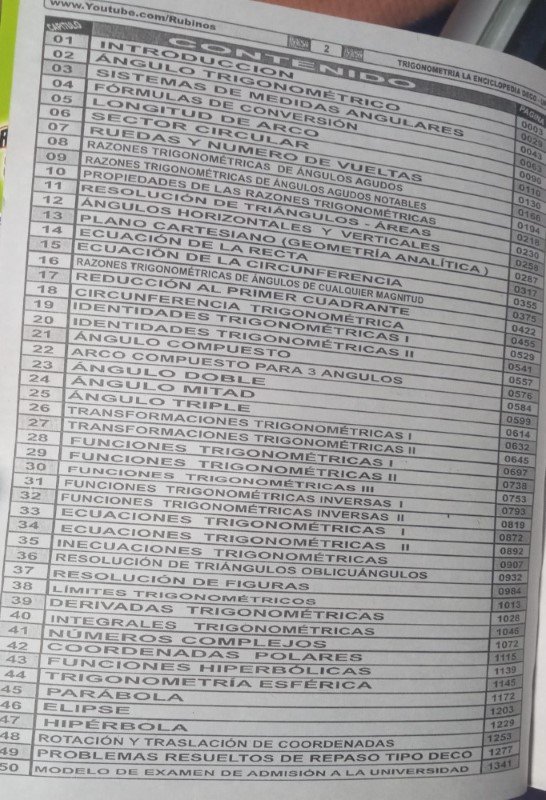 www.Youtube.com/Rubinos
2
TRIGONOMETRÍA LA ENCICLOPEDIA DECO
CAPITULO CONTENIDO PAGINA
01 INTRODUCCION 0003
02 ÁNGULO TRIGONOMÉTRICO 0029
03 SISTEMAS DE MEDIDAS ANGULARES 0043
04 FÓRMULAS DE CONVERSIÓN 0063
05 LONGITUD DE ARCO 0090
06 SECTOR CIRCULAR 0110
07 RUEDAS Y NUMERO DE VUELTAS 0130
08 RAZONES TRIGONOMÉTRICAS DE ÁNGULOS AGUDOS 0166
09 RAZONES TRIGONOMÉTRICAS DE ÁNGULOS AGUDOS NOTABLES 0194
10 PROPIEDADES DE LAS RAZONES TRIGONOMÉTRICAS 0218
11 RESOLUCIÓN DE TRIÁNGULOS - ÁREAS 0230
12 ÁNGULOS HORIZONTALES Y VERTICALES 0258
13 PLANO CARTESIANO (GEOMETRÍA ANALÍTICA) 0287
14 ECUACIÓN DE LA RECTA 0317
15 ECUACIÓN DE LA CIRCUNFERENCIA 0355
16 RAZONES TRIGONOMÉTRICAS DE ÁNGULOS DE CUALQUIER MAGNITUD 0375
17 REDUCCIÓN AL PRIMER CUADRANTE 0422
18 CIRCUNFERENCIA TRIGONOMÉTRICA 0455
19 IDENTIDADES TRIGONOMÉTRICAS I 0529
20 IDENTIDADES TRIGONOMÉTRICAS II 0541
21 ÁNGULO COMPUESTO 0557
22 ARCO COMPUESTO PARA 3 ANGULOS 0576
23 ÁNGULO DOBLE 0584
24 ÁNGULO MITAD 0599
25 ÁNGULO TRIPLE 0614
26 TRANSFORMACIONES TRIGONOMÉTRICAS I 0632
27 TRANSFORMACIONES TRIGONOMÉTRICAS II 0645
28 FUNCIONES TRIGONOMÉTRICAS I 0697
29 FUNCIONES TRIGONOMÉTRICAS II 0738
30 FUNCIONES TRIGONOMÉTRICAS III 0753
31 FUNCIONES TRIGONOMÉTRICAS INVERSAS I 0793
32 FUNCIONES TRIGONOMÉTRICAS INVERSAS II 0819
33 ECUACIONES TRIGONOMÉTRICAS I 0872
34 ECUACIONES TRIGONOMÉTRICAS II 0892
35 INECUACIONES TRIGONOMÉTRICAS 0907
36 RESOLUCIÓN DE TRIÁNGULOS OBLICUÁNGULOS 0932
37 RESOLUCIÓN DE FIGURAS 0984
38 LÍMITES TRIGONOMÉTRICOS 1013
39 DERIVADAS TRIGONOMÉTRICAS 1028
40 INTEGRALES TRIGONOMÉTRICAS 1046
41 NÚMEROS COMPLEJOS 1072
42 COORDENADAS POLARES 1115
43 FUNCIONES HIPERBÓLICAS 1139
44 TRIGONOMETRÍA ESFÉRICA 1145
45 PARÁBOLA 1172
46 ELIPSE 1203
47 HIPÉRBOLA 1229
48 ROTACIÓN Y TRASLACIÓN DE COORDENADAS 1253
49 PROBLEMAS RESUELTOS DE REPASO TIPO DECO 1277
50 MODELO DE EXAMEN DE ADMISIÓN A LA UNIVERSIDAD 1341